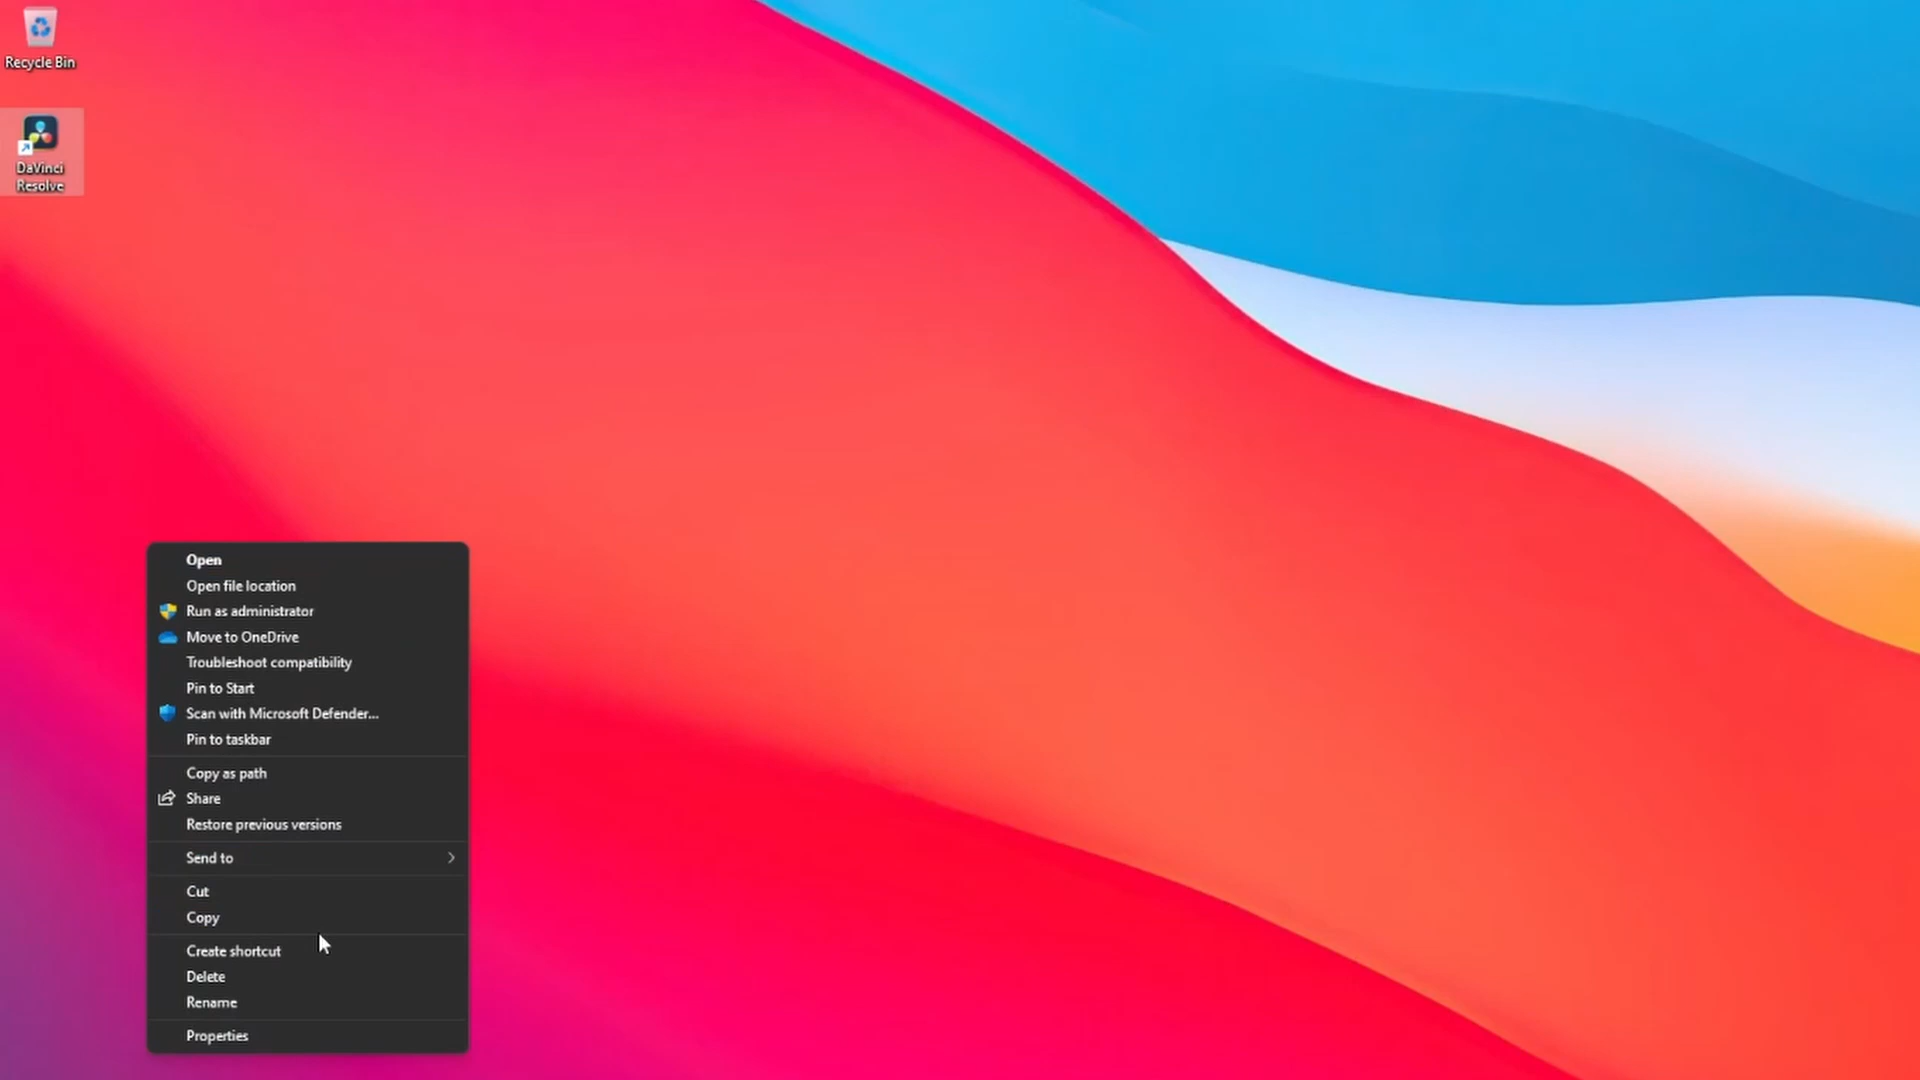 Recycle Bin
DaVinci
Resolve
Open
Open file location
Run as administrator
Move to OneDrive
Troubleshoot compatibility
Pin to Start
Scan with Microsoft Defender...
Pin to taskbar
Copy as path
Share
Restore previous versions
Send to
Cut
Copy
Create shortcut
Delete
Rename
Properties